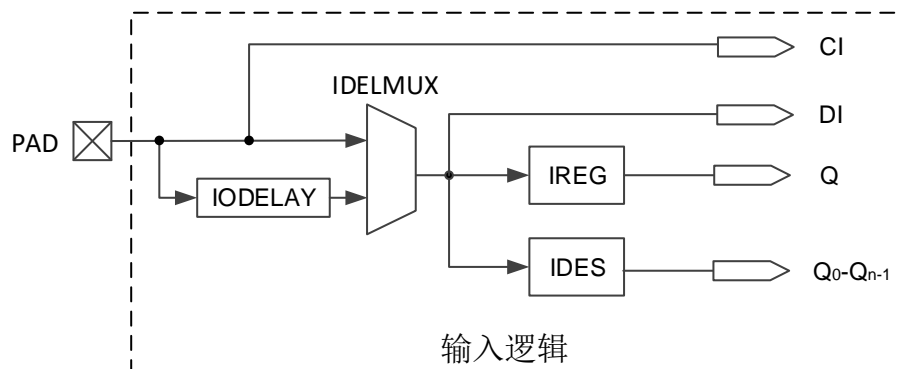 CI
IDELMUX
DI
PAD
IODELAY
IREG
Q
IDES
Q0-Qn-1
输入逻辑